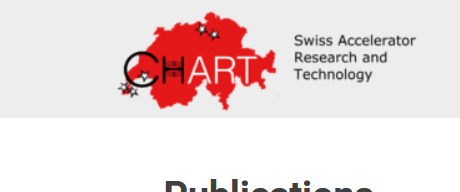 CHART
Swiss Accelerator
Research and
Technology
Publications